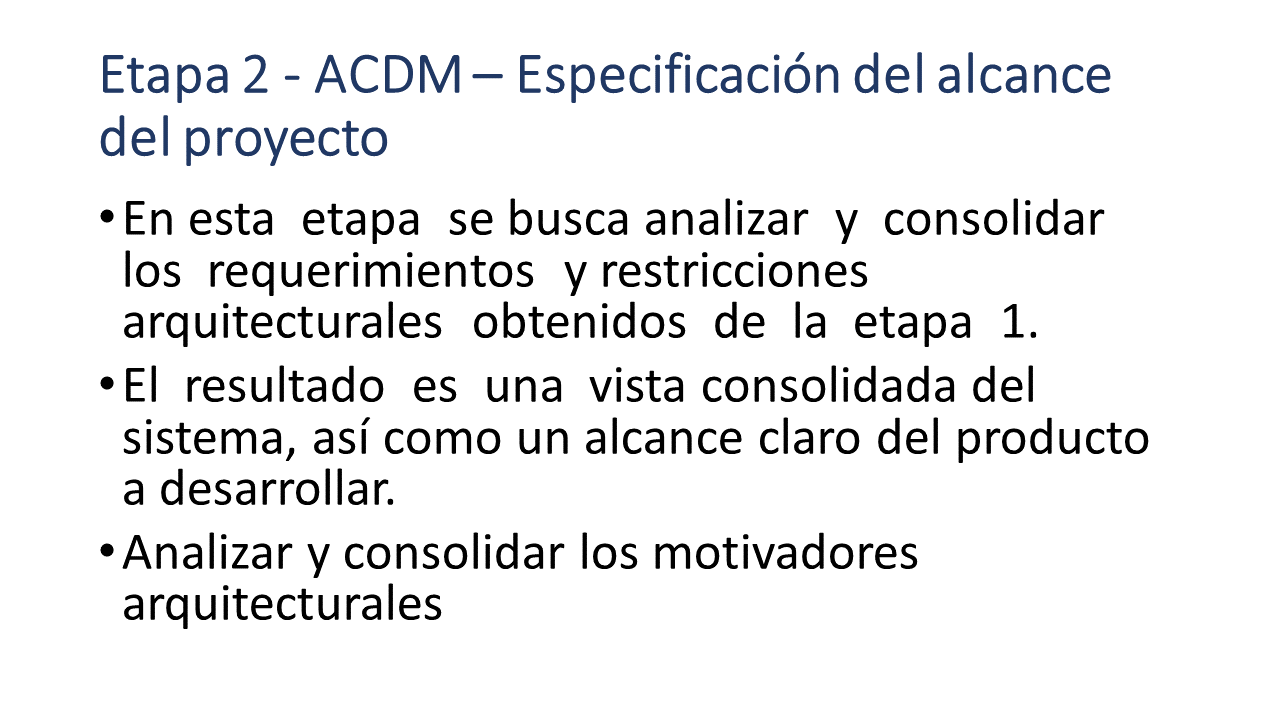 Etapa 2 - ACDM – Especificación del alcance
del proyecto
•En esta etapa se busca analizar y consolidar
los requerimientos y restricciones
arquitecturales obtenidos de la etapa 1.
•El resultado es una vista consolidada del
sistema, así como un alcance claro del producto
a desarrollar.
•Analizar y consolidar los motivadores
arquitecturales